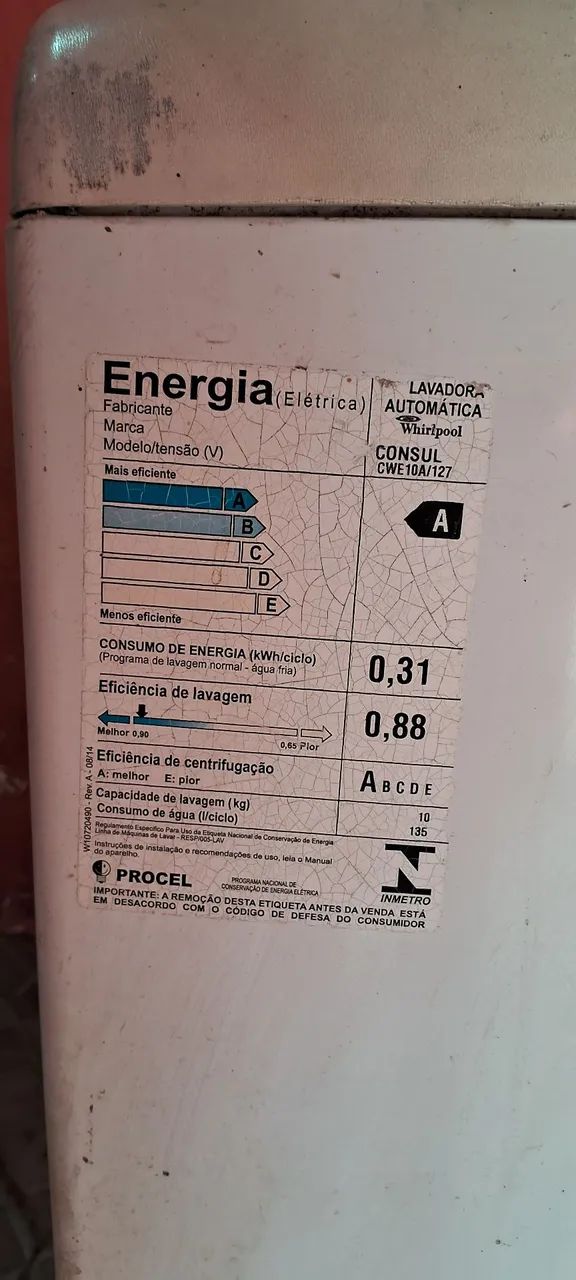 Energia (Elétrica)
Fabricante
Marca
Modelo/tensão (V)
LAVADORA
AUTOMÁTICA
Whirlpool
CONSUL
CWE10A/127
Mais eficiente
A
B
C
D
E
Menos eficiente
A
CONSUMO DE ENERGIA (kWh/ciclo)
(Programa de lavagem normal - água fria)
0,31
Eficiência de lavagem
0,88
Melhor 0,90
0,65 Pior
Eficiência de centrifugação
A: melhor E: pior
A B C D E
Capacidade de lavagem (kg) 10
Consumo de água (l/ciclo) 135
Regulamento Específico Para Uso da Etiqueta Nacional de Conservação de Energia
Linha de Máquinas de Lavar - RESP/005-LAV
Instruções de instalação e recomendações de uso, leia o Manual
do aparelho.
PROCEL
PROGRAMA NACIONAL DE
CONSERVAÇÃO DE ENERGIA ELÉTRICA
INMETRO
IMPORTANTE: A REMOÇÃO DESTA ETIQUETA ANTES DA VENDA ESTÁ
EM DESACORDO COM O CÓDIGO DE DEFESA DO CONSUMIDOR
W10720490 - Rev. A - 08/14